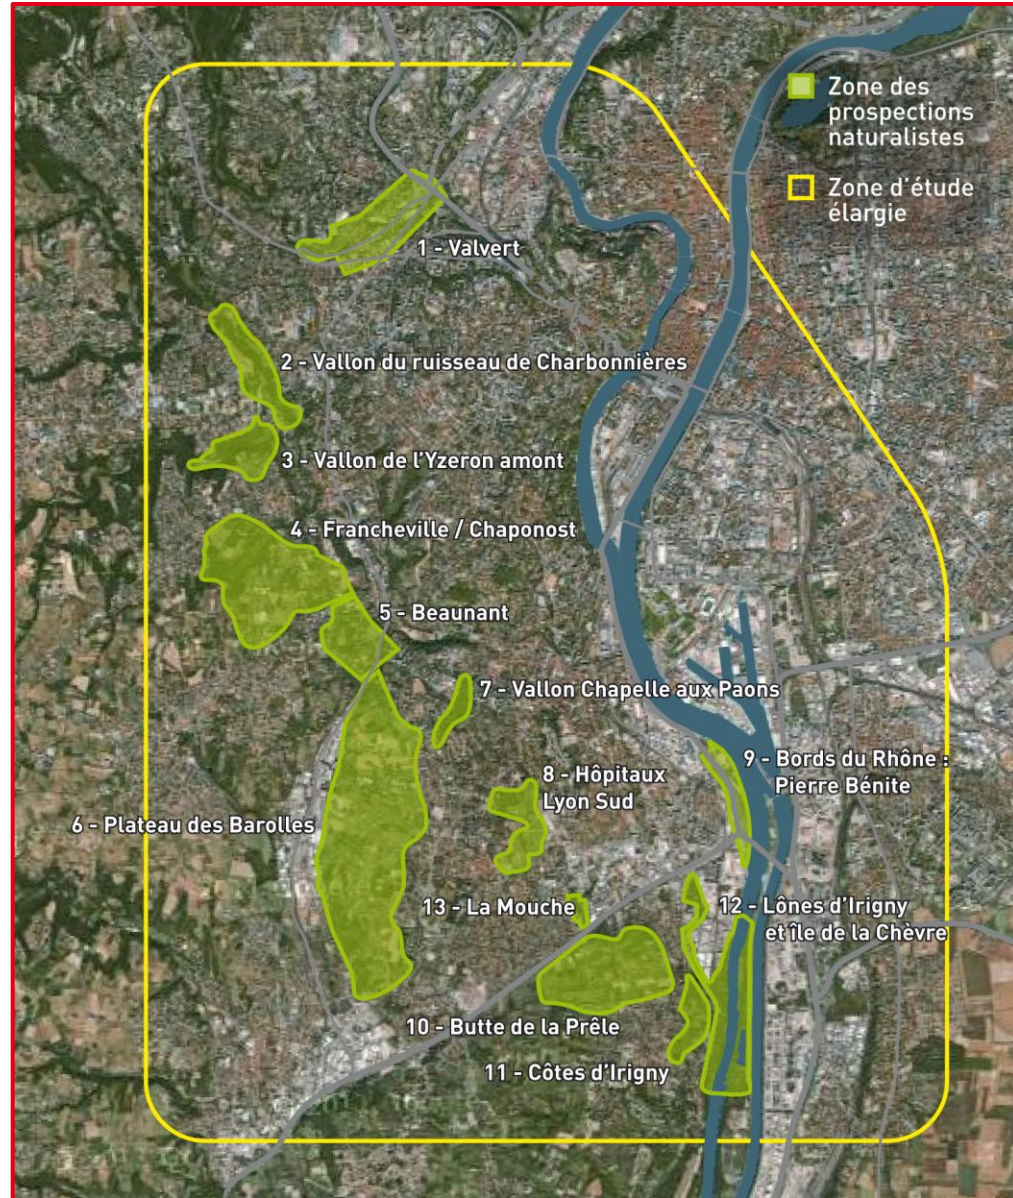 Zone des
prospections
naturalistes
Zone d'étude
élargie
1 - Valvert
2 - Vallon du ruisseau de Charbonnières
3 - Vallon de l'Yzeron amont
4 - Francheville / Chaponost
5 - Beaunant
7 - Vallon Chapelle aux Paons
9 - Bords du Rhône :
Pierre Bénite
8 - Hôpitaux
Lyon Sud
6 - Plateau des Barolles
13 - La Mouche
12 - Lônes d'Irigny
et île de la Chèvre
10 - Butte de la Prêle
11 - Côtes d'Irigny